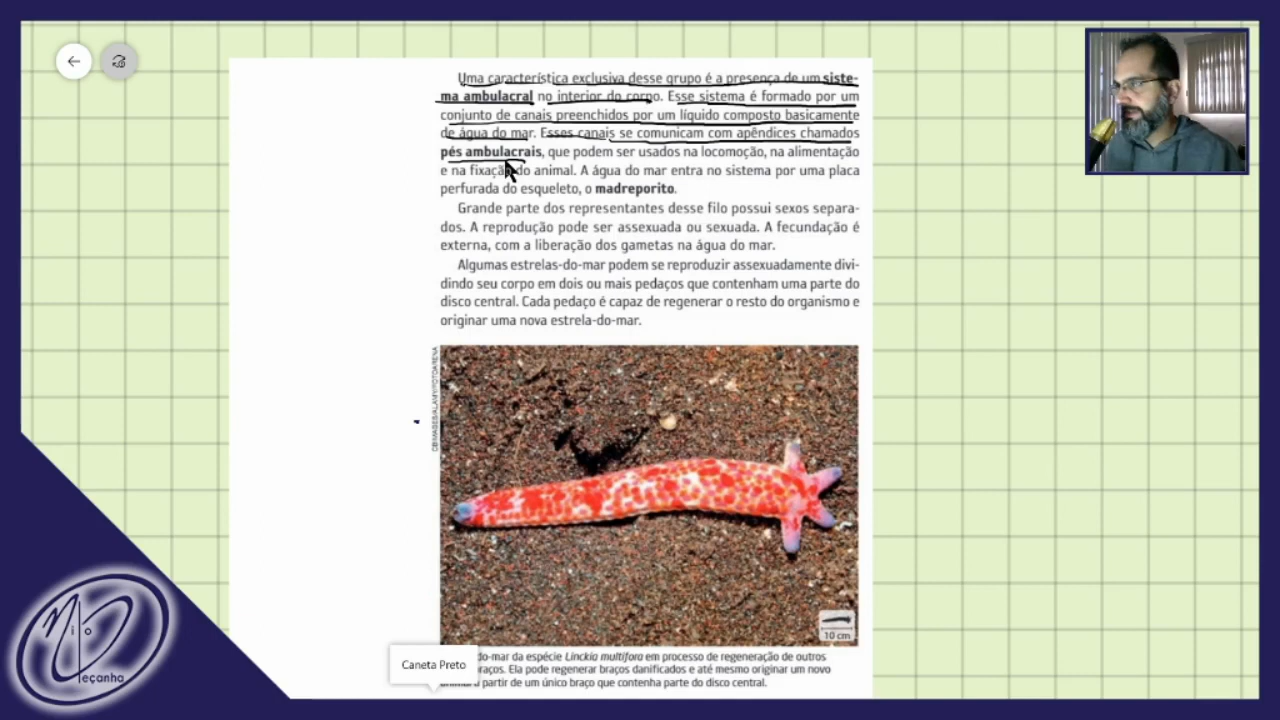 Uma característica exclusiva desse grupo é a presença de um siste-
ma ambulacral no interior do corpo. Esse sistema é formado por um
conjunto de canais preenchidos por um líquido composto basicamente
de água do mar. Esses canais se comunicam com apêndices chamados
pés ambulacrais, que podem ser usados na locomoção, na alimentação
e na fixação do animal. A água do mar entra no sistema por uma placa
perfurada do esqueleto, o madreporito.
Grande parte dos representantes desse filo possui sexos separa-
dos. A reprodução pode ser assexuada ou sexuada. A fecundação é
externa, com a liberação dos gametas na água do mar.
Algumas estrelas-do-mar podem se reproduzir assexuadamente divi-
dindo seu corpo em dois ou mais pedaços que contenham uma parte do
disco central. Cada pedaço é capaz de regenerar o resto do organismo e
originar uma nova estrela-do-mar.
10 cm
Caneta Preto
do-mar da espécie Linckia multifora em processo de regeneração de outros
raços. Ela pode regenerar braços danificados e até mesmo originar um novo
partir de um único braço que contenha parte do disco central.
eçanha